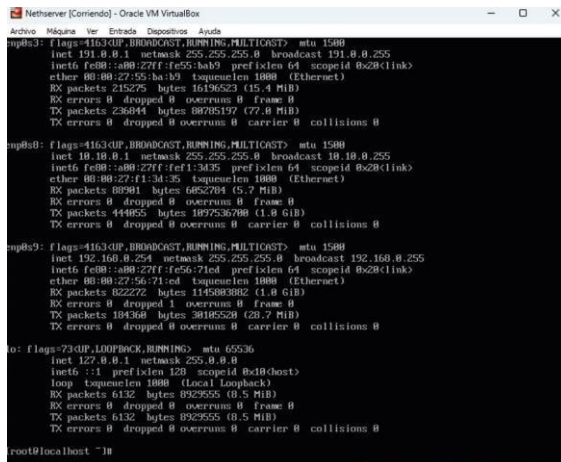 Nethserver [Corriendo] - Oracle VM VirtualBox
Archivo Máquina Ver Entrada Dispositivos Ayuda
enp0s3: flags=4163<UP,BROADCAST,RUNNING,MULTICAST> mtu 1500
inet 191.0.0.1 netmask 255.255.255.0 broadcast 191.0.0.255
inet6 fe80::a00:27ff:fe55:bab9 prefixlen 64 scopeid 0x20<link>
ether 08:00:27:55:ba:b9 txqueuelen 1000 (Ethernet)
RX packets 215275 bytes 16196523 (15.4 MiB)
RX errors 0 dropped 0 overruns 0 frame 0
TX packets 236844 bytes 80785197 (77.0 MiB)
TX errors 0 dropped 0 overruns 0 carrier 0 collisions 0
enp0s8: flags=4163<UP,BROADCAST,RUNNING,MULTICAST> mtu 1500
inet 10.10.0.1 netmask 255.255.255.0 broadcast 10.10.0.255
inet6 fe80::a00:27ff:fef1:3d35 prefixlen 64 scopeid 0x20<link>
ether 08:00:27:f1:3d:35 txqueuelen 1000 (Ethernet)
RX packets 88901 bytes 6052784 (5.7 MiB)
RX errors 0 dropped 0 overruns 0 frame 0
TX packets 444055 bytes 1097536700 (1.0 GiB)
TX errors 0 dropped 0 overruns 0 carrier 0 collisions 0
enp0s9: flags=4163<UP,BROADCAST,RUNNING,MULTICAST> mtu 1500
inet 192.168.0.254 netmask 255.255.255.0 broadcast 192.168.0.255
inet6 fe80::a00:27ff:fe56:71ed prefixlen 64 scopeid 0x20<link>
ether 08:00:27:56:71:ed txqueuelen 1000 (Ethernet)
RX packets 822272 bytes 1145803882 (1.0 GiB)
RX errors 0 dropped 1 overruns 0 frame 0
TX packets 184360 bytes 30105520 (28.7 MiB)
TX errors 0 dropped 0 overruns 0 carrier 0 collisions 0
lo: flags=73<UP,LOOPBACK,RUNNING> mtu 65536
inet 127.0.0.1 netmask 255.0.0.0
inet6 ::1 prefixlen 128 scopeid 0x10<host>
loop txqueuelen 1000 (Local Loopback)
RX packets 6132 bytes 8929555 (8.5 MiB)
RX errors 0 dropped 0 overruns 0 frame 0
TX packets 6132 bytes 8929555 (8.5 MiB)
TX errors 0 dropped 0 overruns 0 carrier 0 collisions 0
[root@localhost ~]#